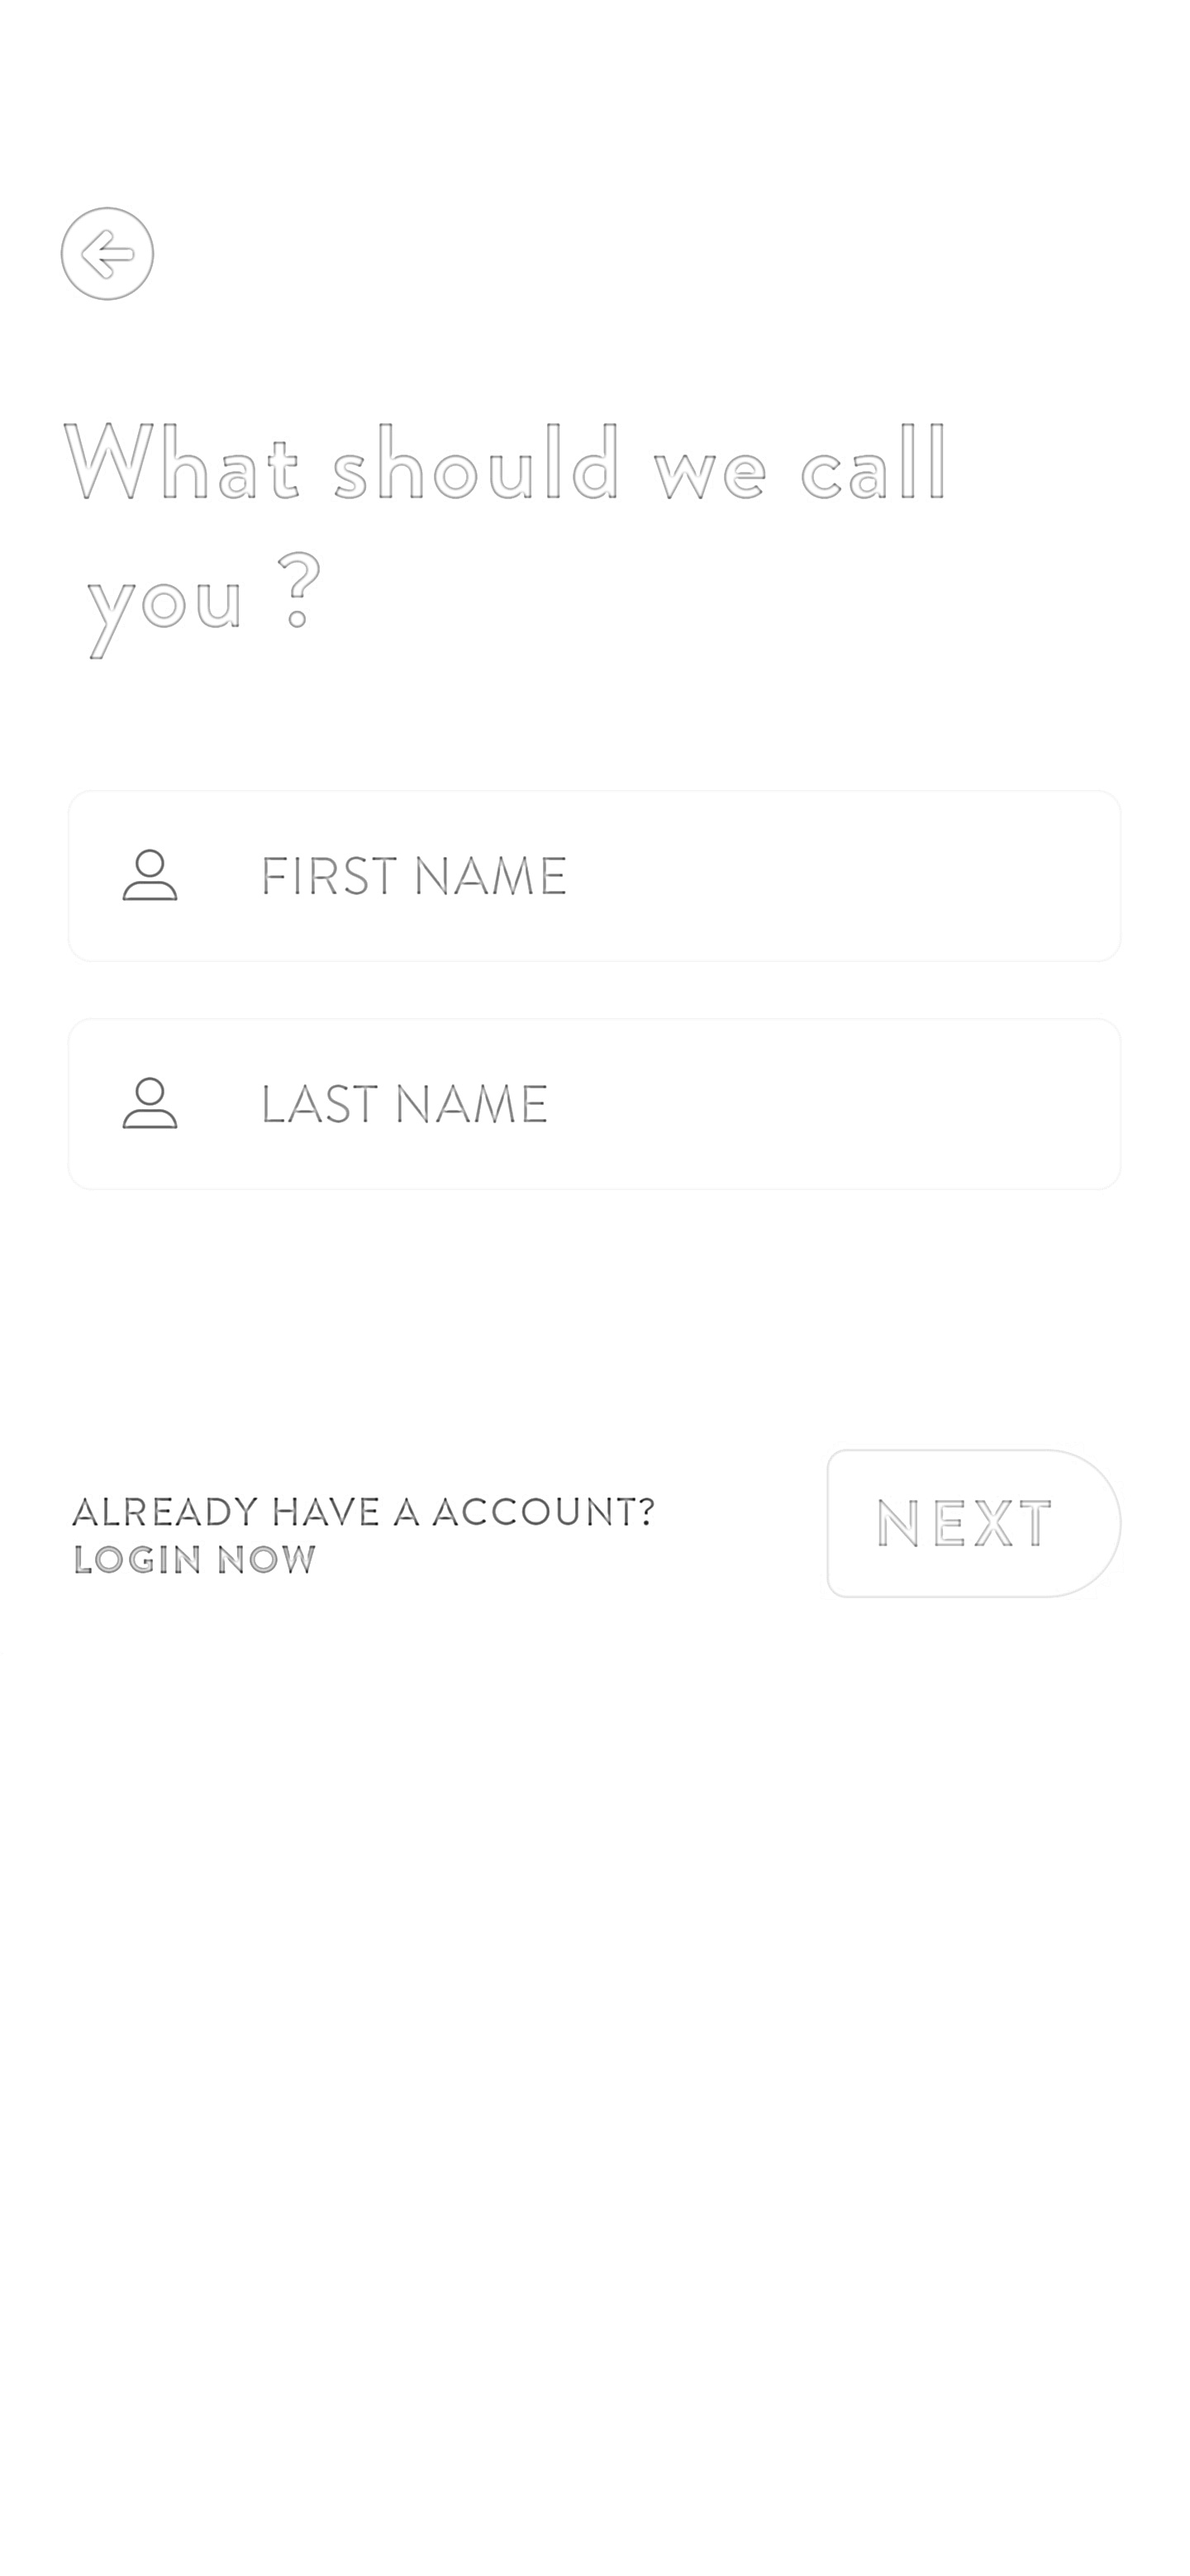 What should we call
you ?
FIRST NAME
LAST NAME
ALREADY HAVE A ACCOUNT?
LOGIN NOW
NEXT